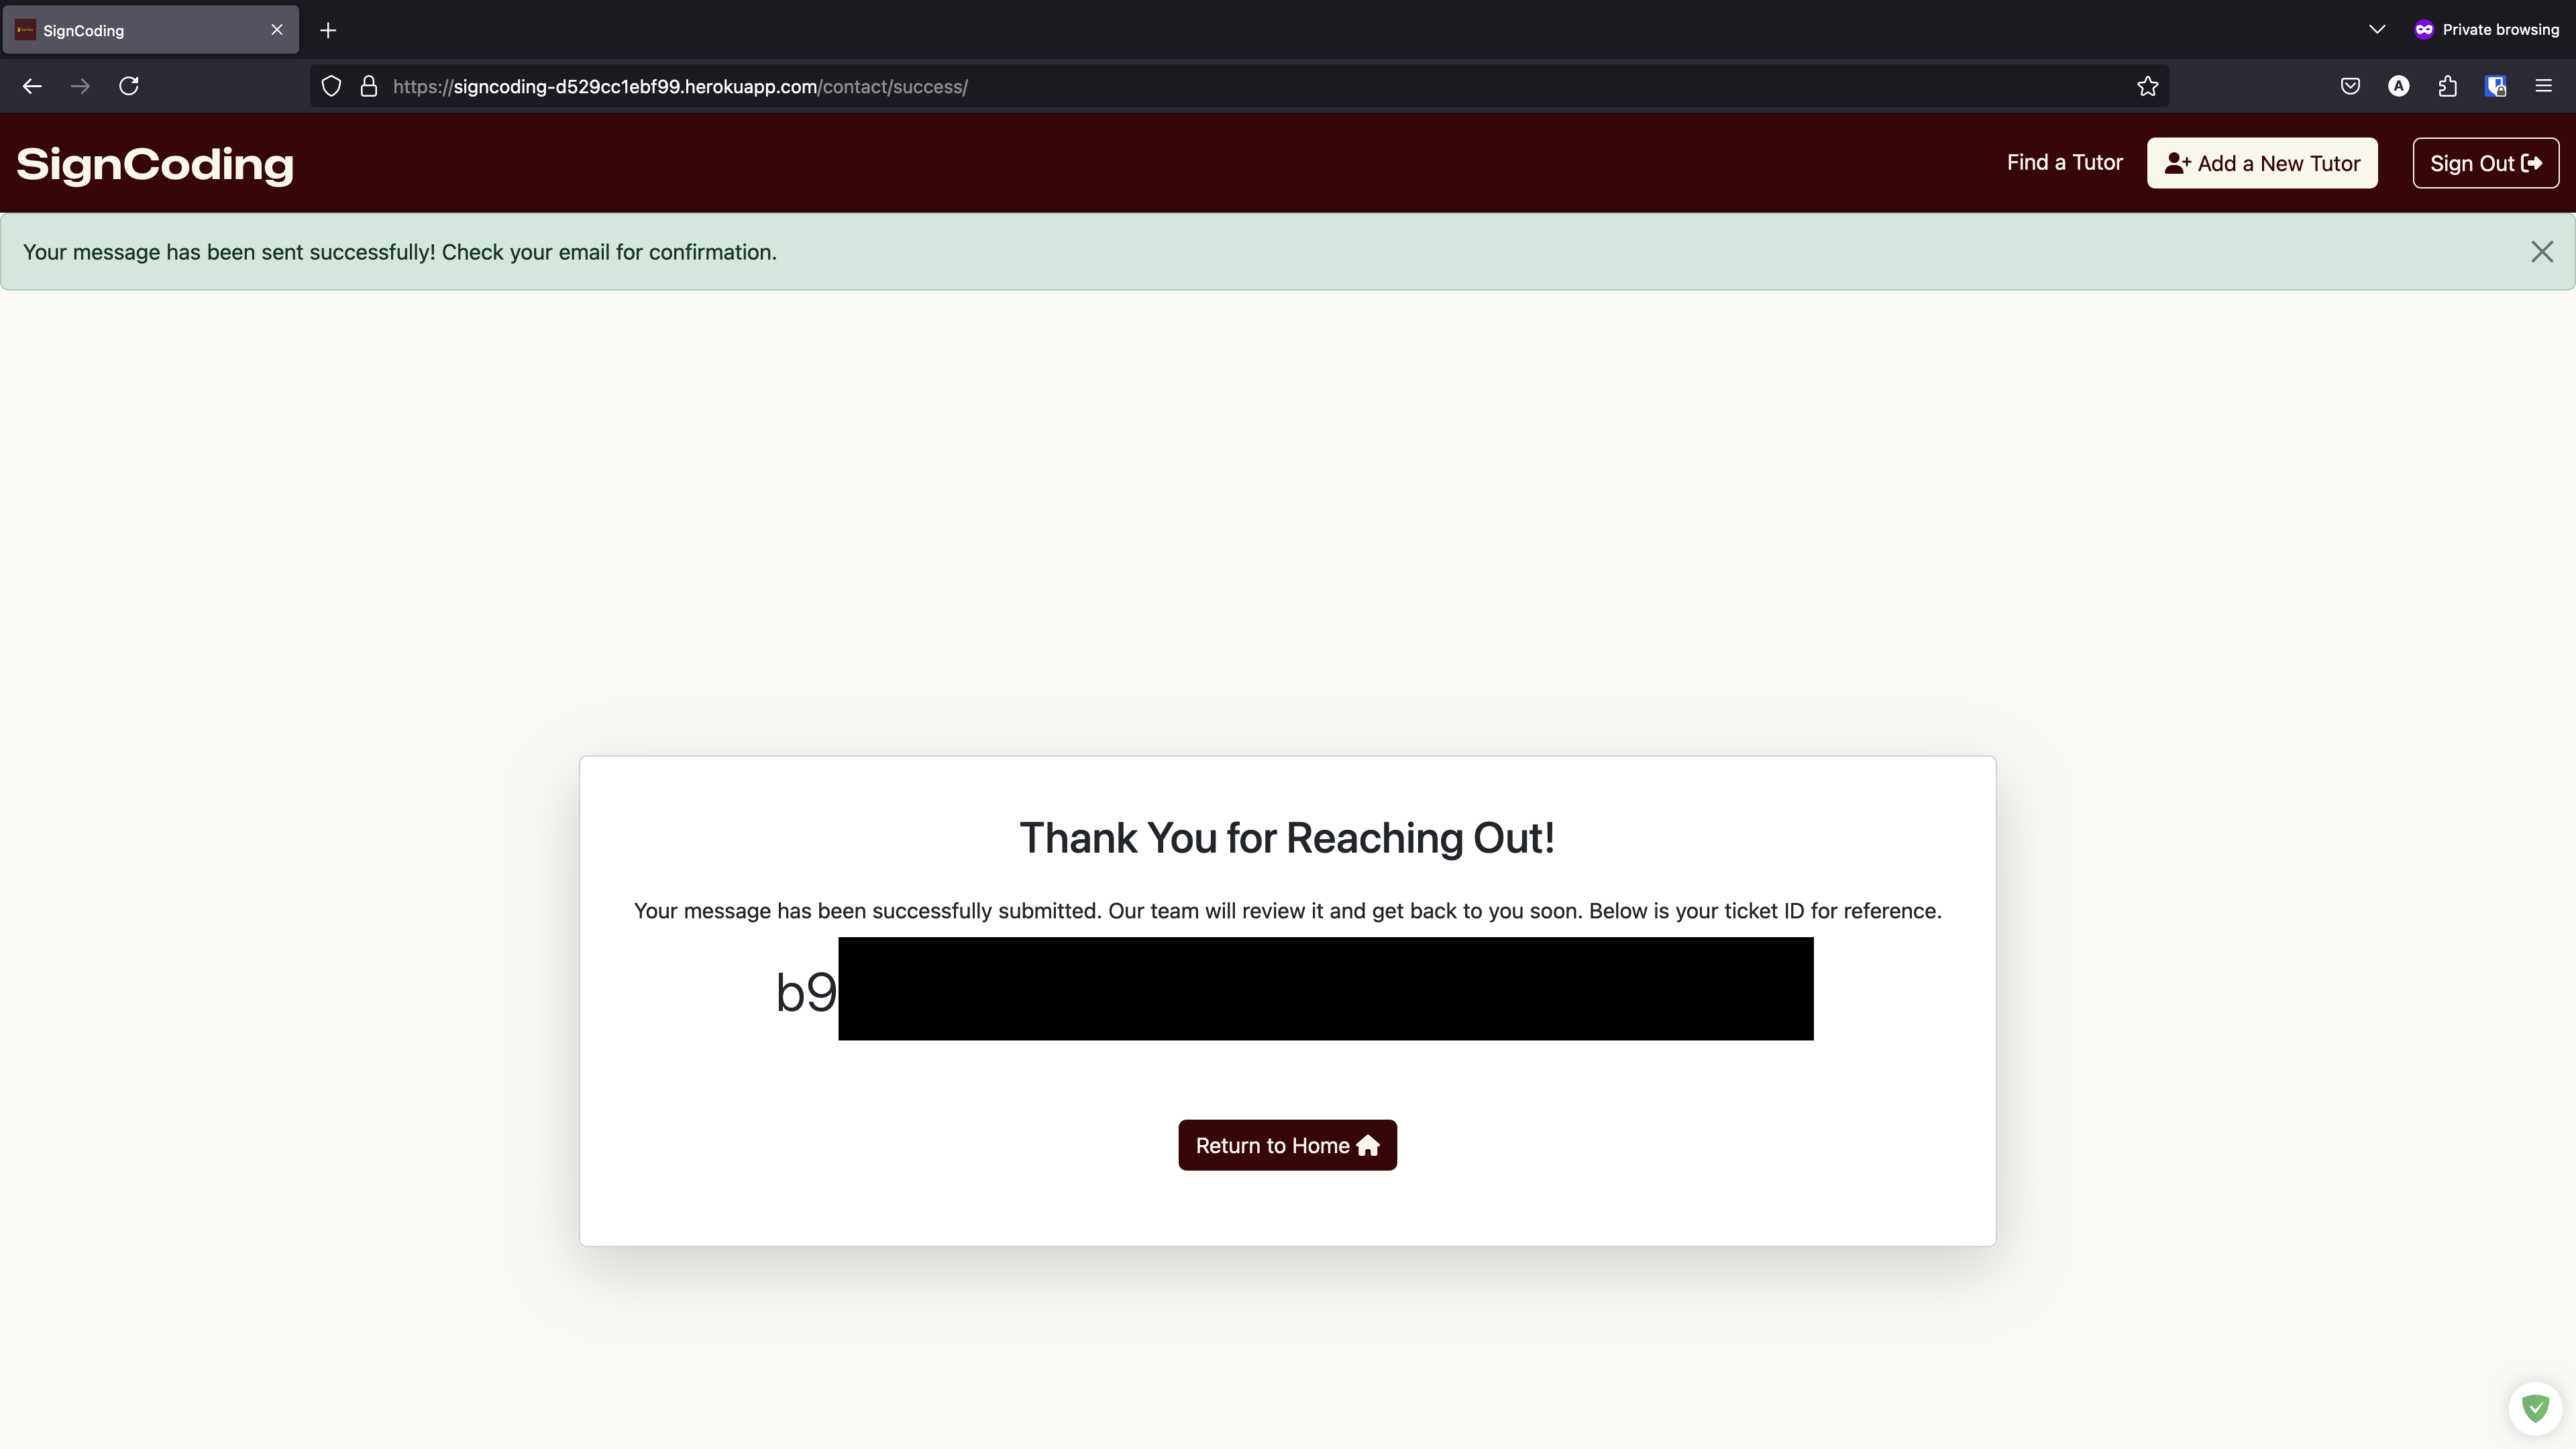 SignCoding
Private browsing
https://signcoding-d529cc1ebf99.herokuapp.com/contact/success/
A
SignCoding
Find a Tutor
Add a New Tutor
Sign Out
Your message has been sent successfully! Check your email for confirmation.
Thank You for Reaching Out!
Your message has been successfully submitted. Our team will review it and get back to you soon. Below is your ticket ID for reference.
b9
Return to Home